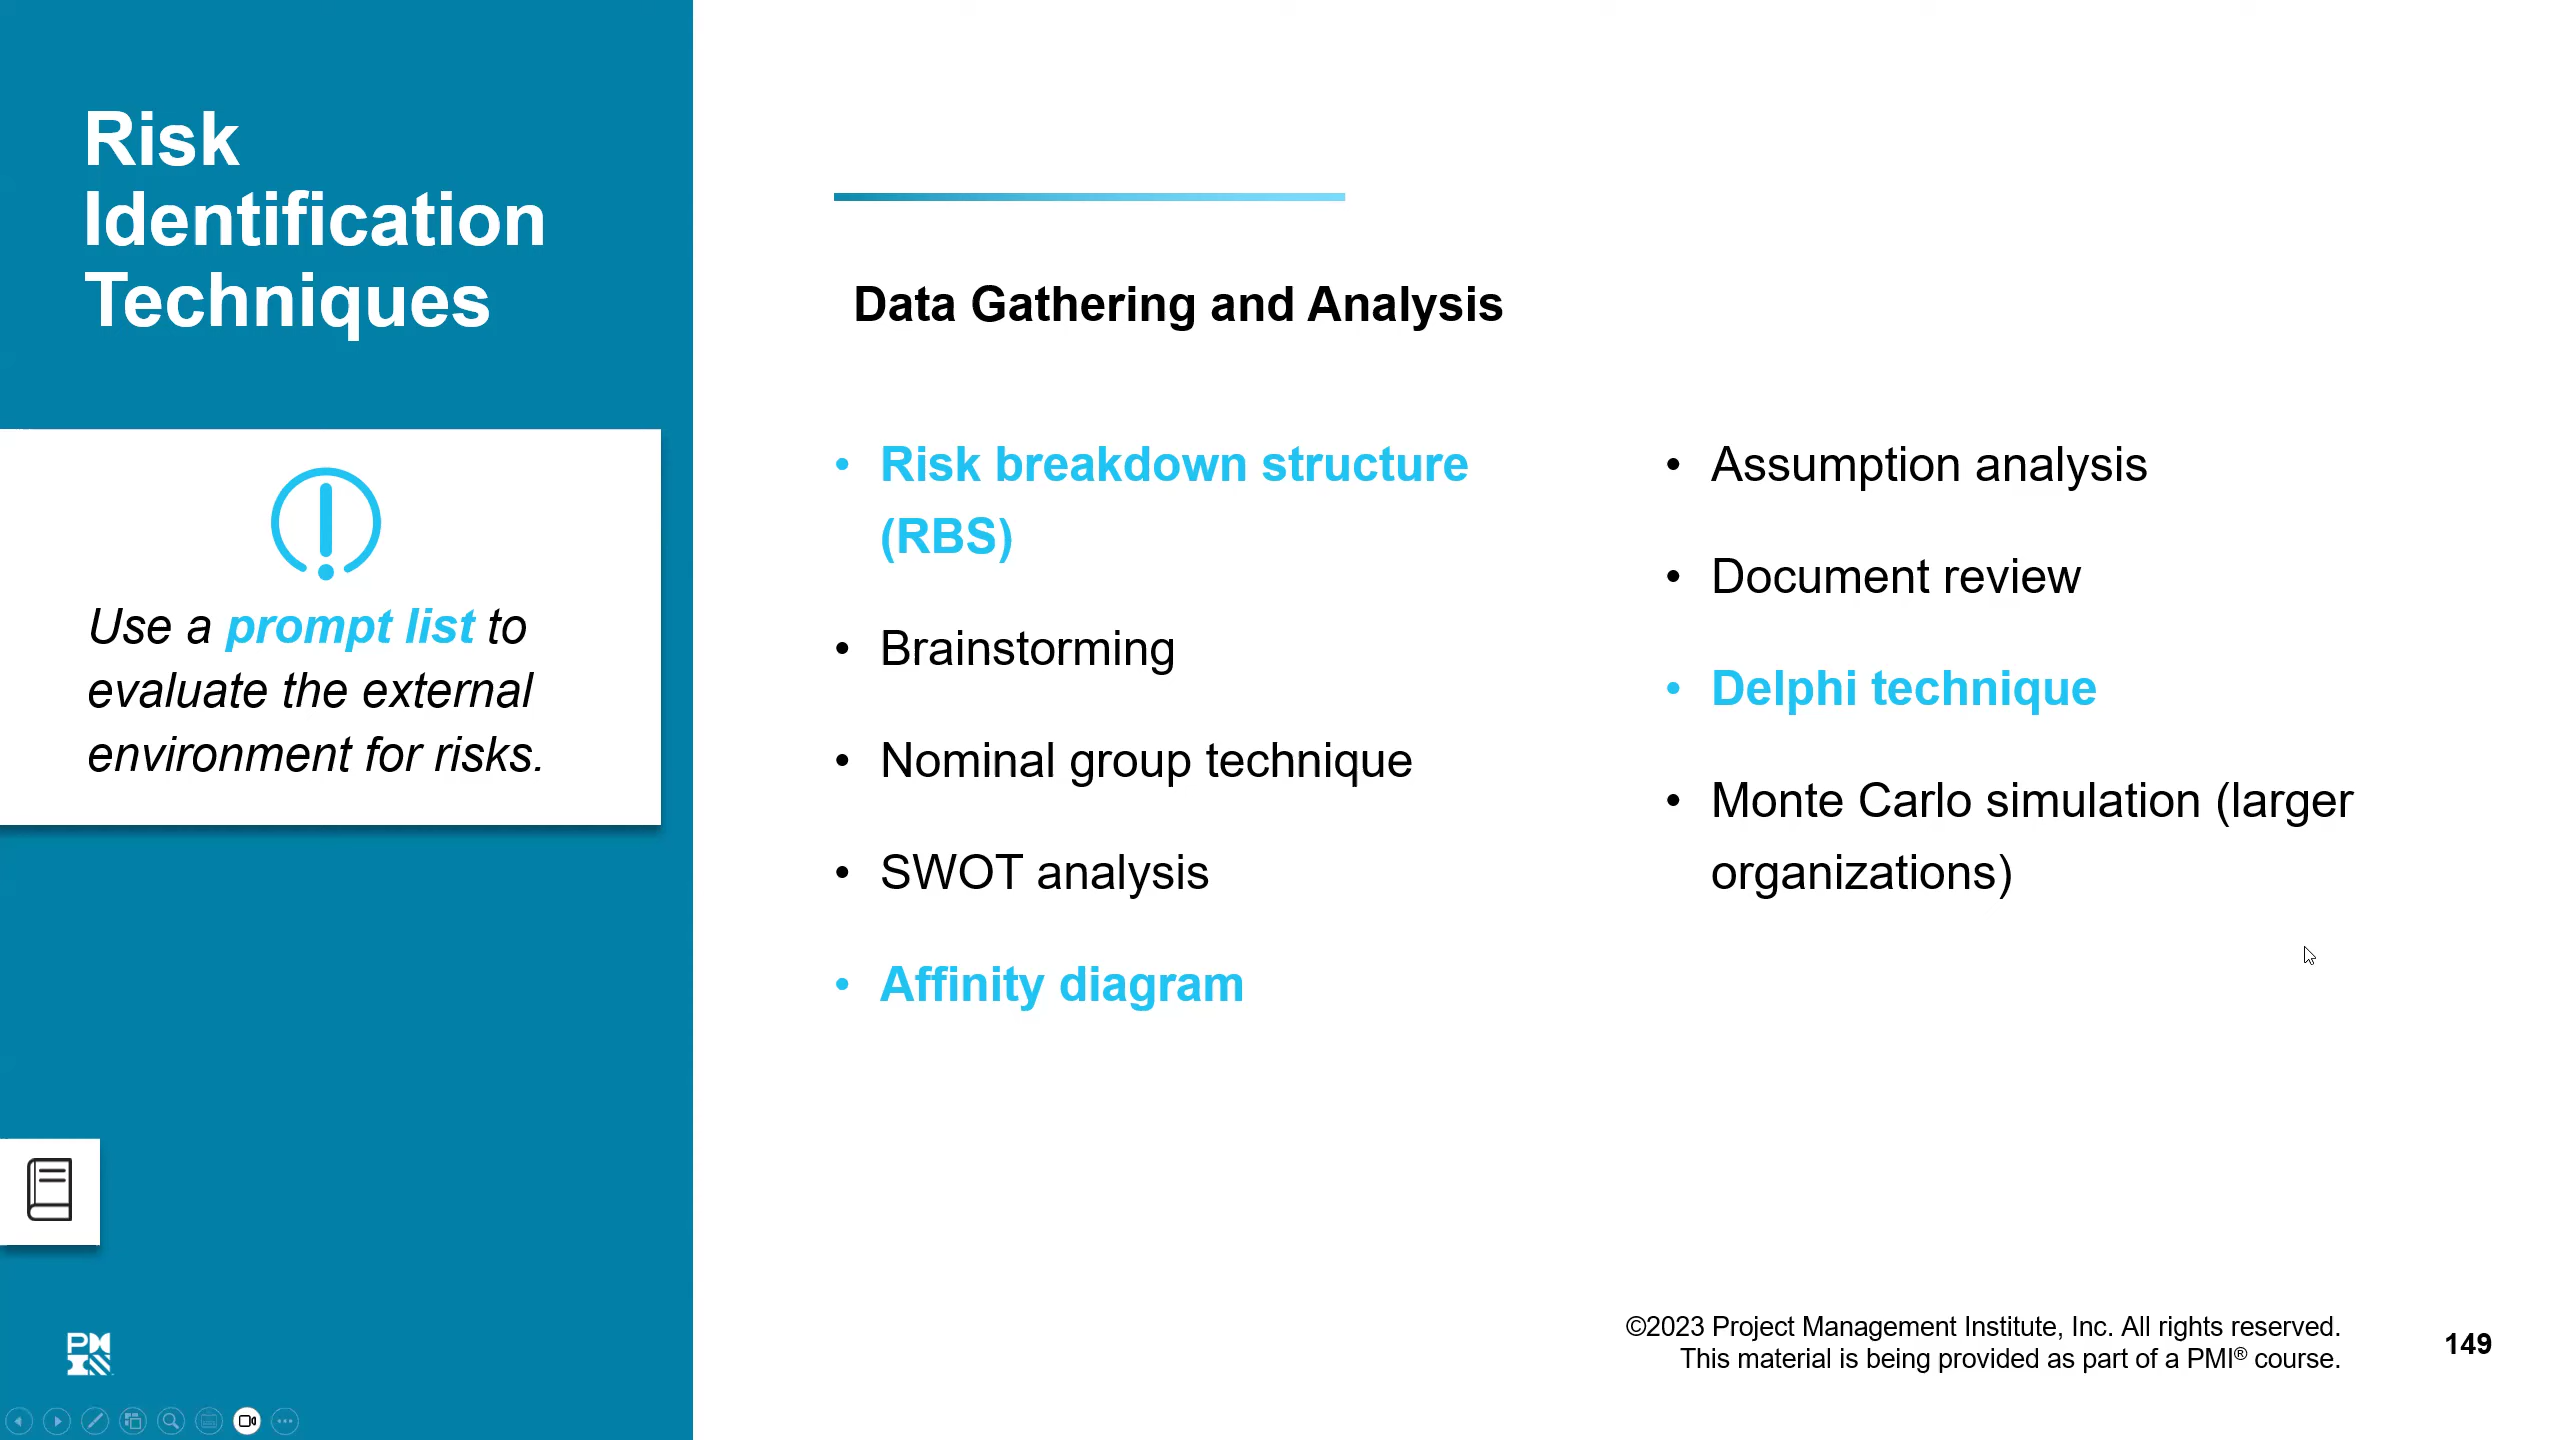 Risk
Identification
Techniques
Use a prompt list to
evaluate the external
environment for risks.
Data Gathering and Analysis
• Risk breakdown structure
(RBS)
• Brainstorming
• Nominal group technique
• SWOT analysis
• Affinity diagram
• Assumption analysis
• Document review
• Delphi technique
• Monte Carlo simulation (larger
organizations)
©2023 Project Management Institute, Inc. All rights reserved.
This material is being provided as part of a PMI® course.
149